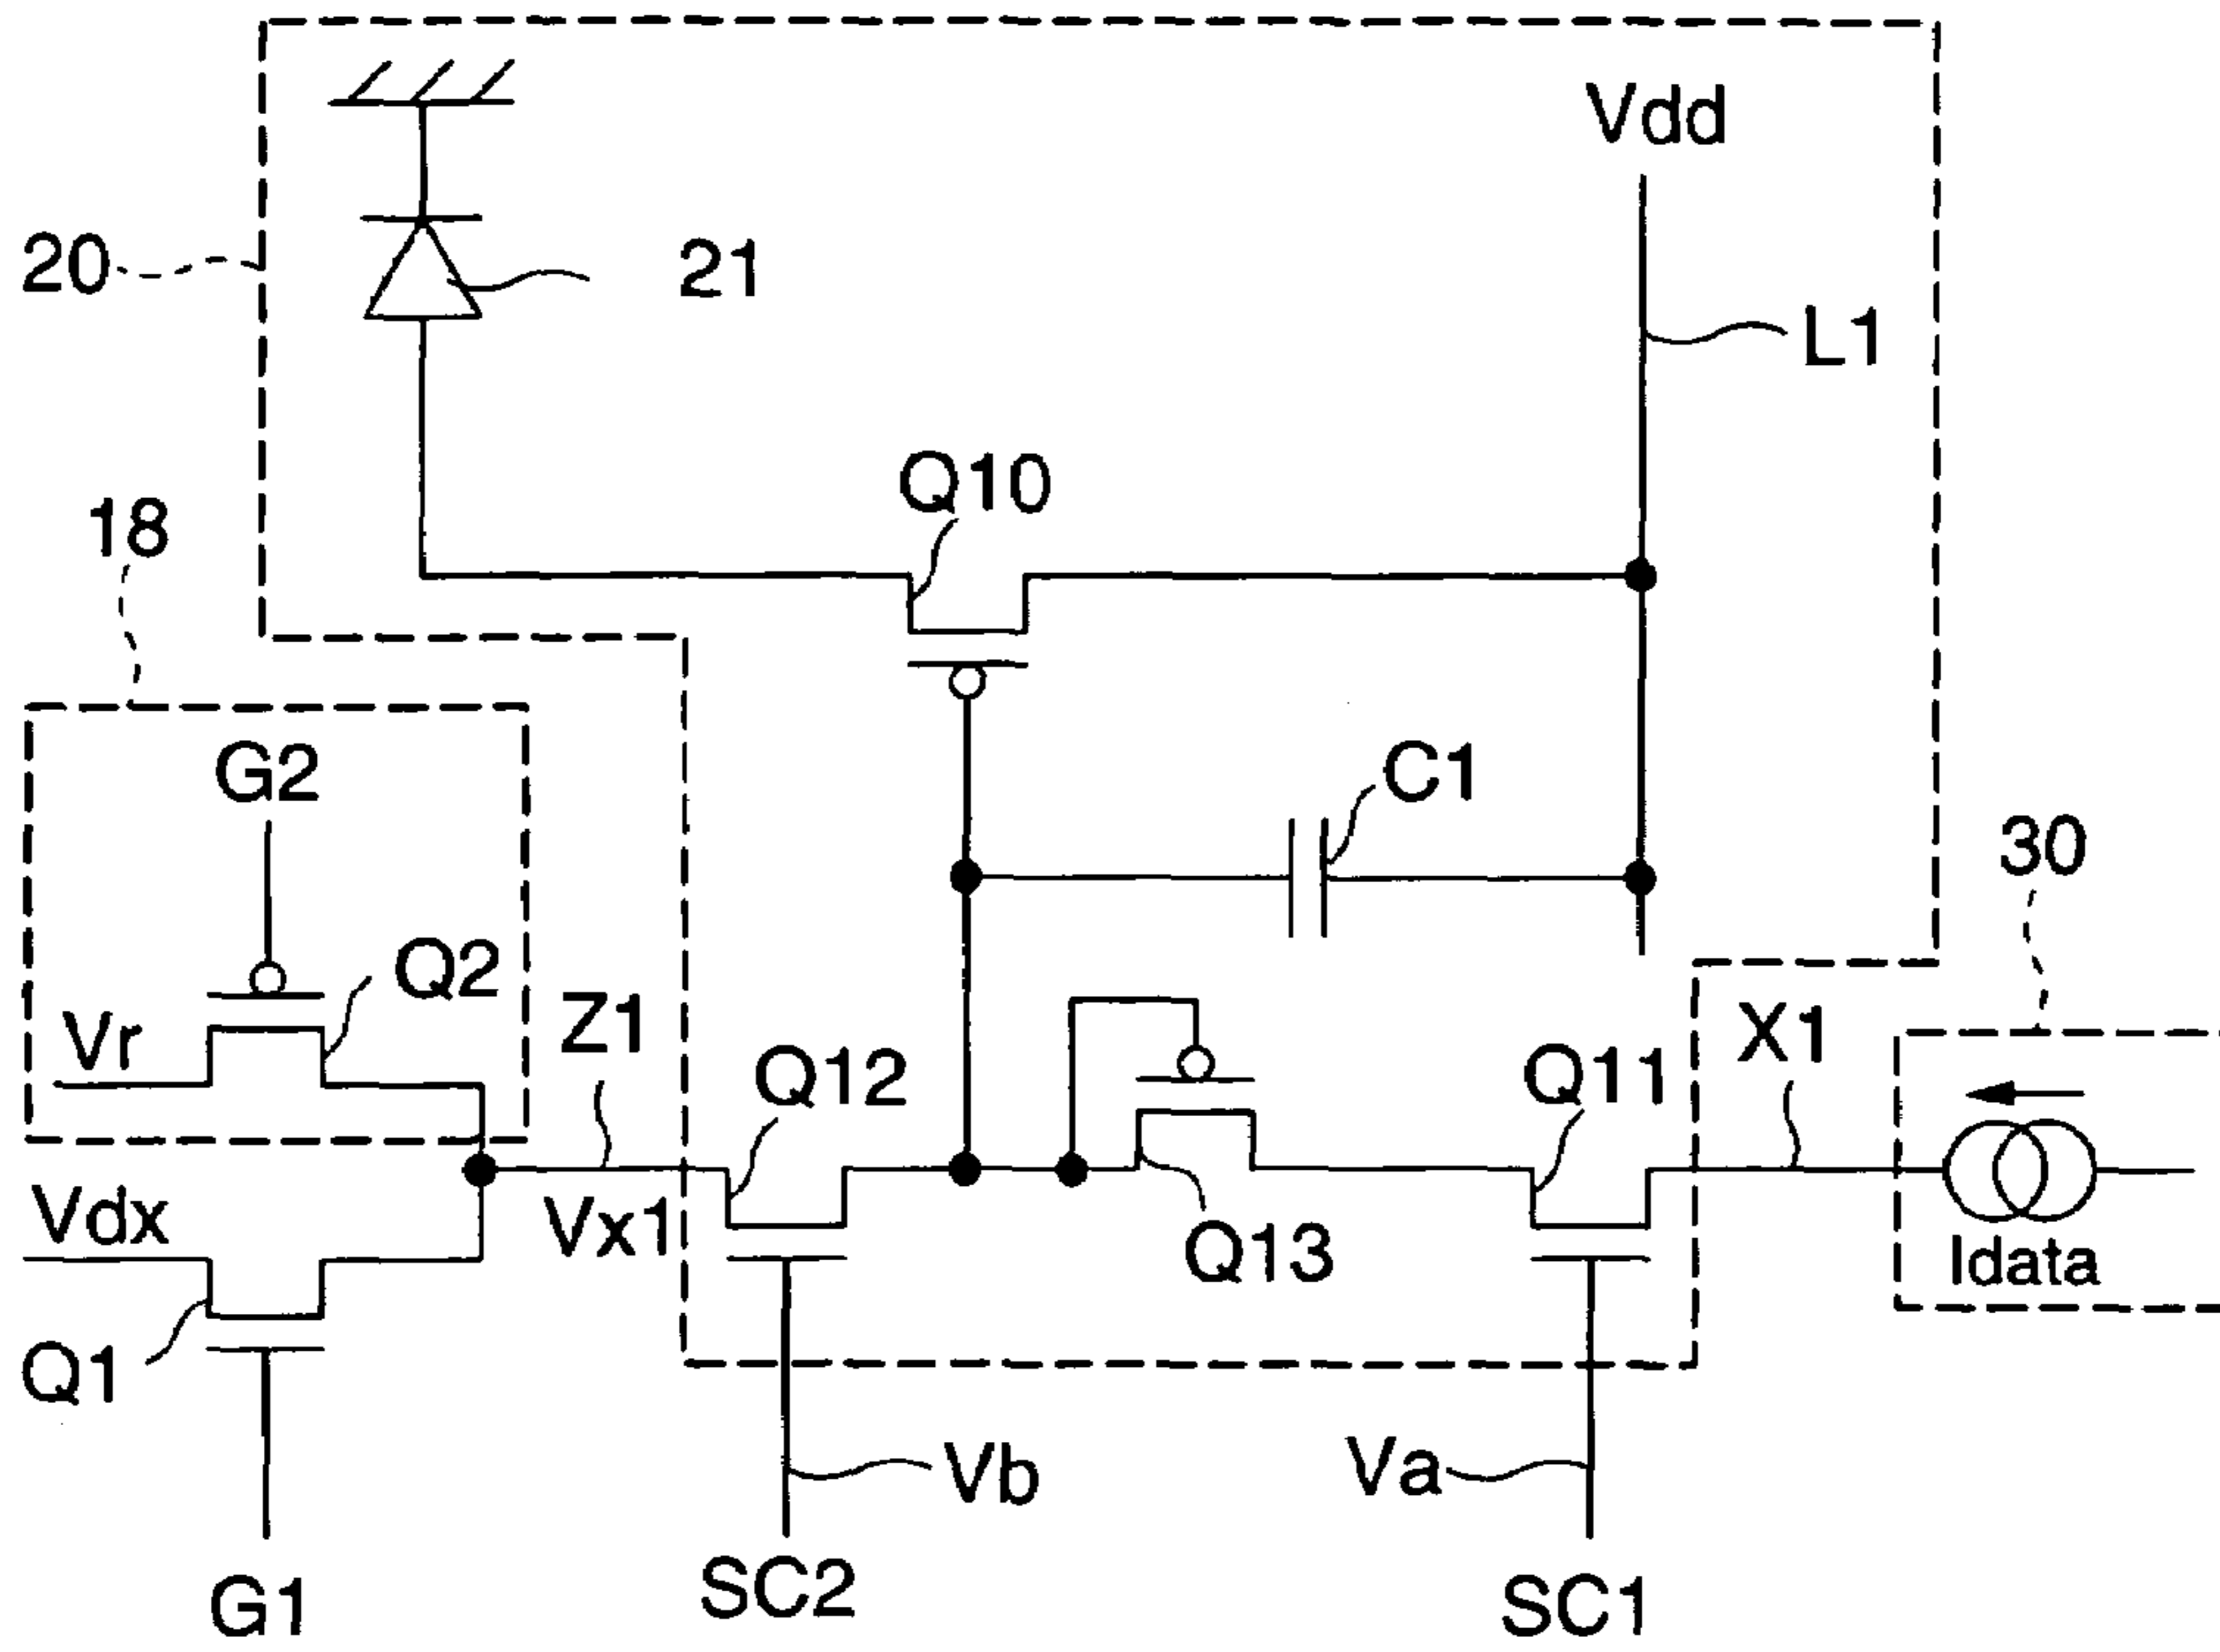 Vdd
20
21
L1
Q10
18
G2
C1
30
Q2
Z1
X1
Vr
Q12
Q11
Vdx
Vx1
Q13
Idata
Q1
Vb
Va
G1
SC2
SC1